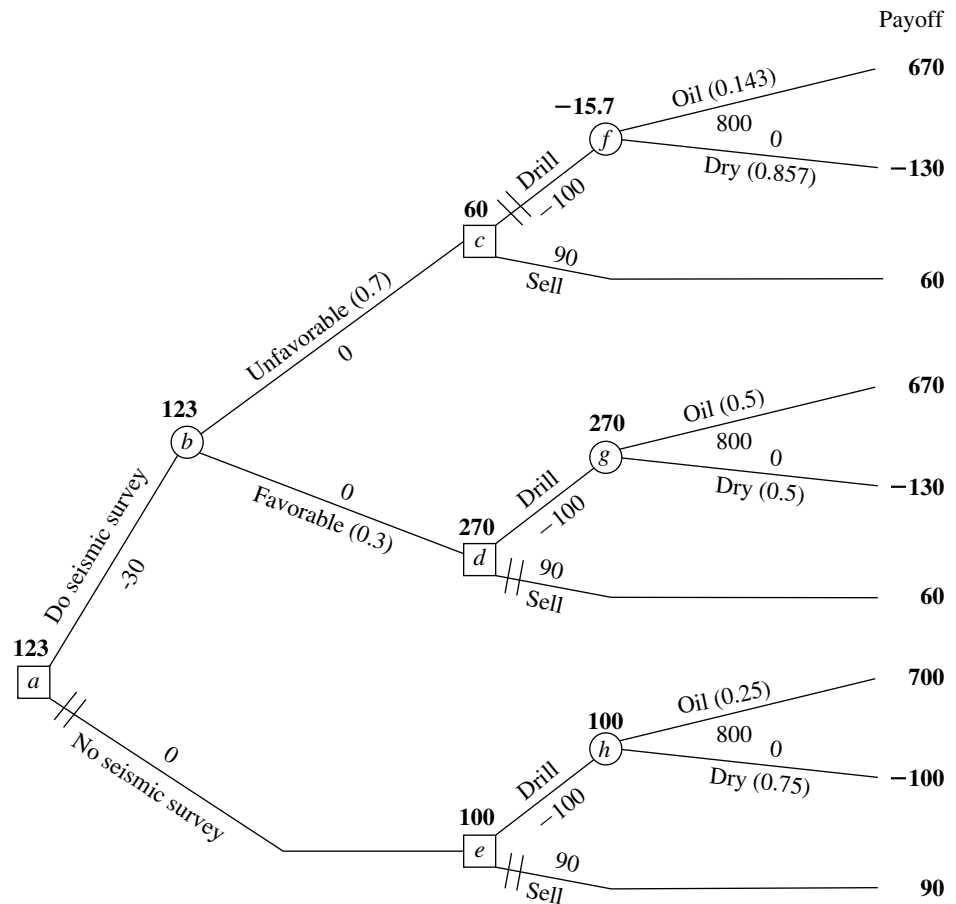 Payoff
670
Oil (0.143)
−15.7
800
f
0
Drill
Dry (0.857)
−130
−100
60
c
90
Sell
60
Unfavorable (0.7)
0
670
Oil (0.5)
123
270
800
b
g
0
Drill
Dry (0.5)
−130
0
Favorable (0.3)
−100
270
d
90
Sell
60
Do seismic survey
-30
123
a
700
Oil (0.25)
100
800
h
0
No seismic survey
0
Drill
Dry (0.75)
−100
−100
100
e
90
Sell
90